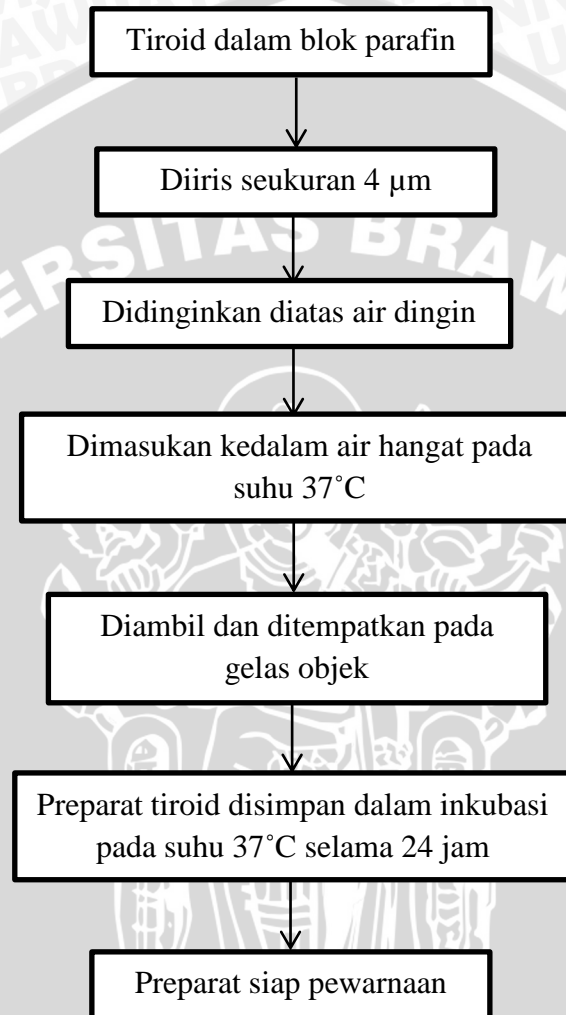 Tiroid dalam blok parafin
Diiris seukuran 4 µm
ERSITAS BRAW
Didinginkan diatas air dingin
Dimasukan kedalam air hangat pada
suhu 37˚C
Diambil dan ditempatkan pada
gelas objek
Preparat tiroid disimpan dalam inkubasi
pada suhu 37˚C selama 24 jam
Preparat siap pewarnaan